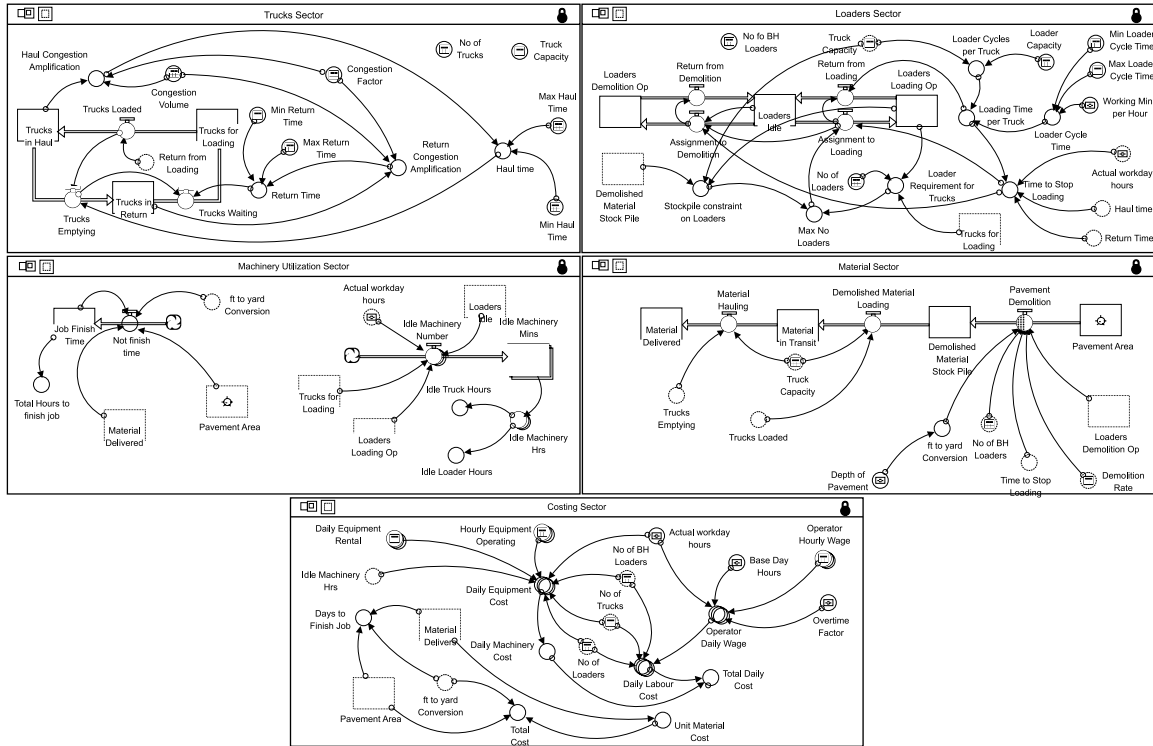 Trucks Sector
Haul Congestion
Amplification
No of
Trucks
Truck
Capacity
Congestion
Factor
Congestion
Volume
Trucks Loaded
Min Return
Time
Max Haul
Time
Trucks
in Haul
Trucks for
Loading
Max Return
Time
Return from
Loading
Return
Congestion
Amplification
Haul time
Return Time
Trucks in
Return
Trucks Waiting
Trucks
Emptying
Min Haul
Time
Loaders Sector
No fo BH
Loaders
Truck
Capacity
Loader Cycles
per Truck
Loader
Capacity
Min Loader
Cycle Time
Loaders
Demolition Op
Return from
Demolition
Return from
Loading
Loaders
Loading Op
Max Loader
Cycle Time
Working Min
per Hour
Loaders
Idle
Loading Time
per Truck
Assignment to
Demolition
Assignment to
Loading
Loader Cycle
Time
Actual workday
hours
Demolished
Material
Stock Pile
Stockpile constraint
on Loaders
No of
Loaders
Loader
Requirement for
Trucks
Time to Stop
Loading
Haul time
Max No
Loaders
Trucks for
Loading
Return Time
Machinery Utilization Sector
ft to yard
Conversion
Job Finish
Time
Not finish
time
Total Hours to
finish job
Material
Delivered
Pavement Area
Actual workday
hours
Loaders
Idle
Idle Machinery
Number
Idle Machinery
Mins
Trucks for
Loading
Idle Truck Hours
Loaders
Loading Op
Idle Machinery
Hrs
Idle Loader Hours
Material Sector
Material
Hauling
Demolished Material
Loading
Pavement
Demolition
Material
Delivered
Material
in Transit
Demolished
Material
Stock Pile
Pavement Area
Truck
Capacity
Trucks
Emptying
Trucks Loaded
ft to yard
Conversion
No of BH
Loaders
Loaders
Demolition Op
Depth of
Pavement
Time to Stop
Loading
Demolition
Rate
Costing Sector
Daily Equipment
Rental
Hourly Equipment
Operating
Actual workday
hours
Operator
Hourly Wage
No of BH
Loaders
Base Day
Hours
Idle Machinery
Hrs
Daily Equipment
Cost
No of
Trucks
Days to
Finish Job
Material
Delivers
Operator
Daily Wage
Overtime
Factor
Daily Machinery
Cost
No of
Loaders
Daily Labour
Cost
Total Daily
Cost
Pavement Area
ft to yard
Conversion
Total
Cost
Unit Material
Cost